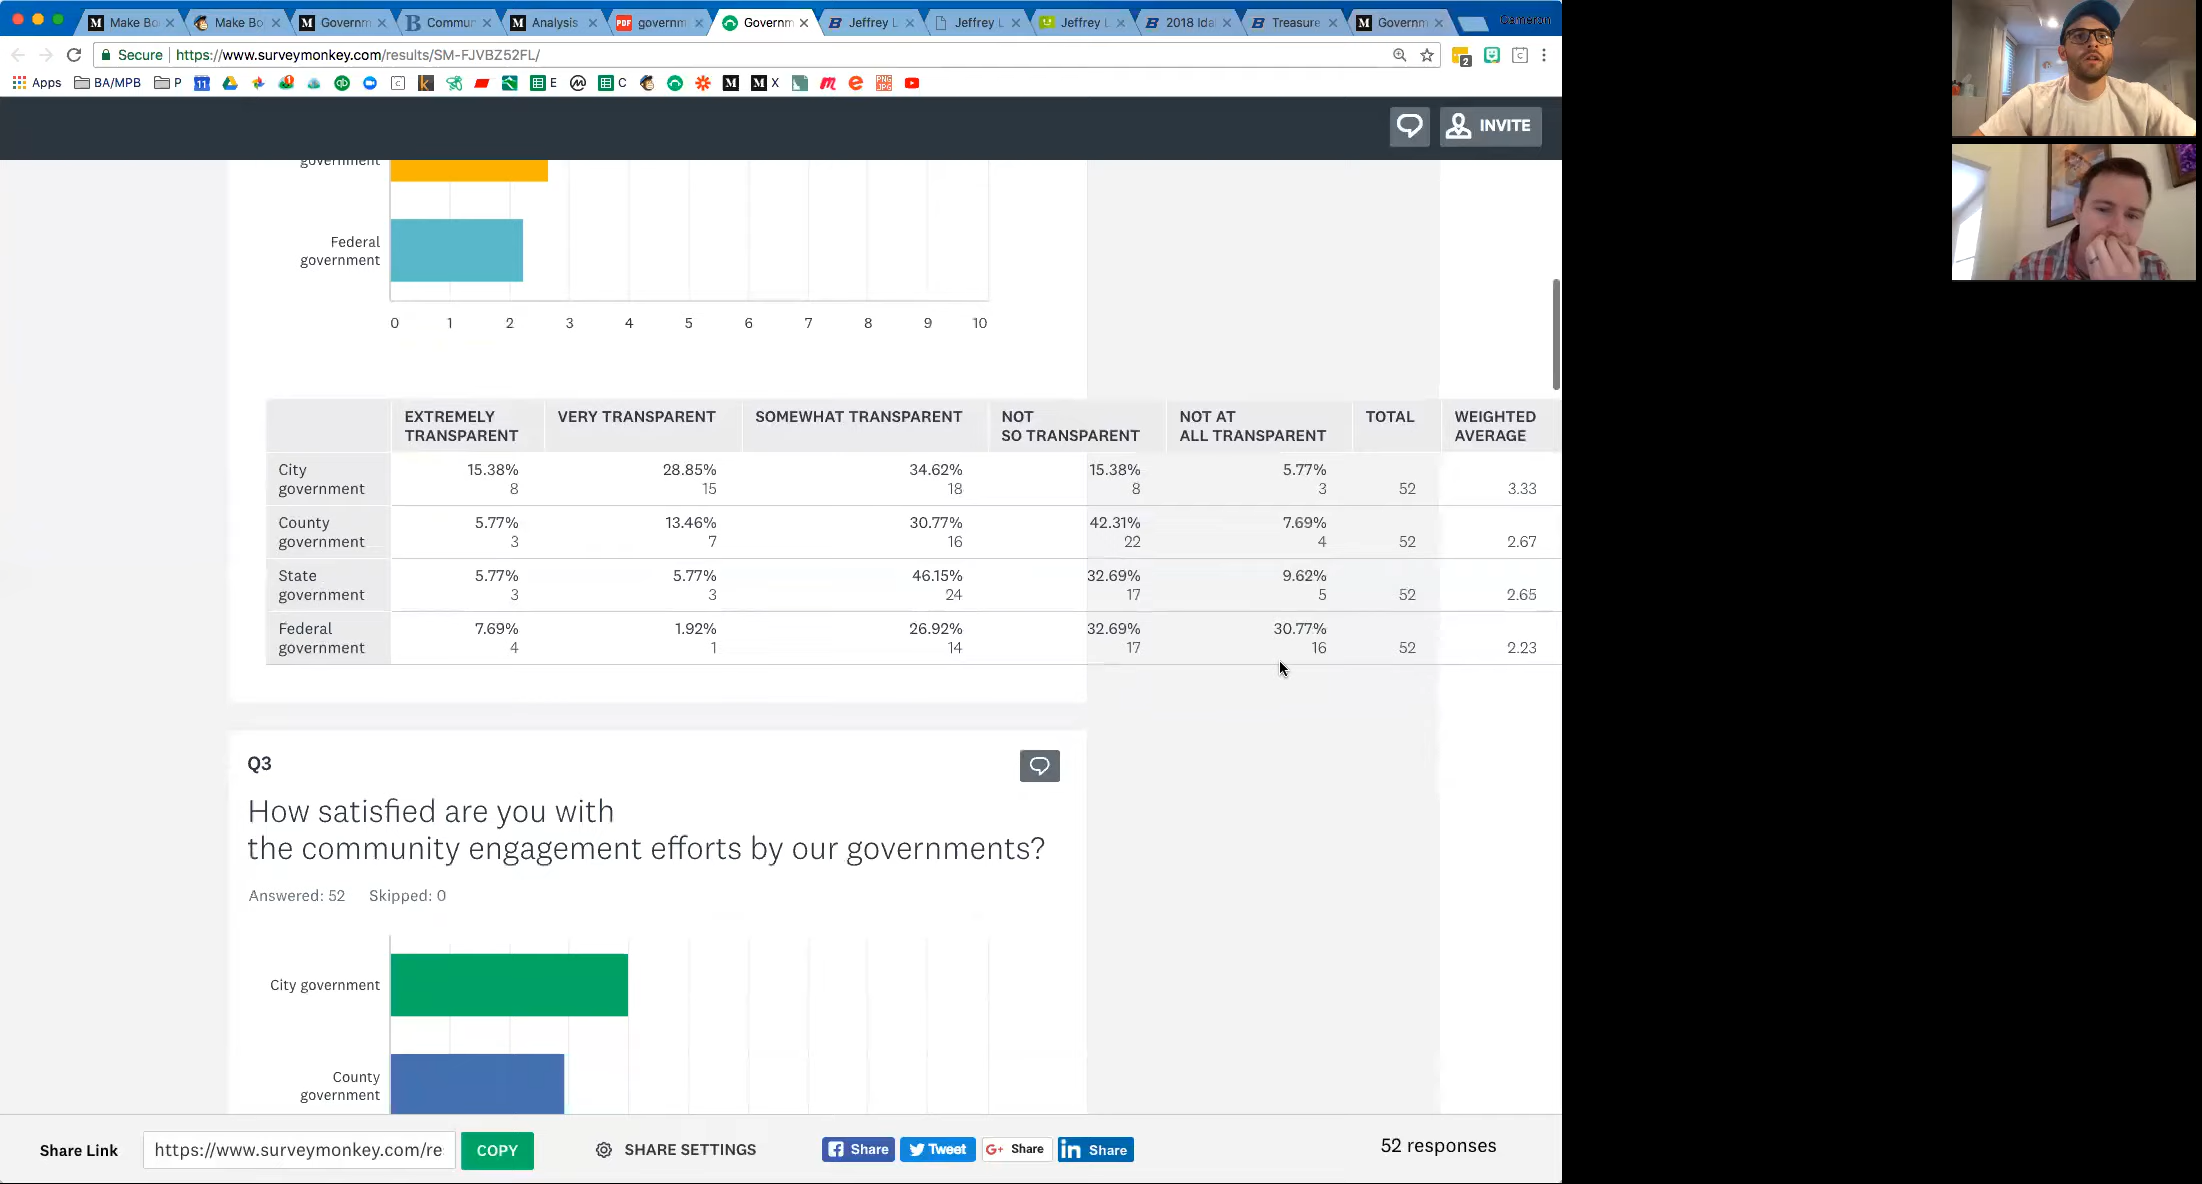 Make Bo
Make Bo
Governm
Commun
Analysis
PDF
governm
Governm
Jeffrey L
Jeffrey L
Jeffrey L
2018 Ida
Treasure
Governm
Cameron
Secure
https://www.surveymonkey.com/results/SM-FJVBZ52FL/
2
Apps BA/MPB P 11 E C X
INVITE
government
Federal
government
0 1 2 3 4 5 6 7 8 9 10
EXTREMELY TRANSPARENT VERY TRANSPARENT SOMEWHAT TRANSPARENT NOT SO TRANSPARENT NOT AT ALL TRANSPARENT TOTAL WEIGHTED AVERAGE
City 15.38% 28.85% 34.62% 15.38% 5.77%
government 8 15 18 8 3 52 3.33
County 5.77% 13.46% 30.77% 42.31% 7.69%
government 3 7 16 22 4 52 2.67
State 5.77% 5.77% 46.15% 32.69% 9.62%
government 3 3 24 17 5 52 2.65
Federal 7.69% 1.92% 26.92% 32.69% 30.77%
government 4 1 14 17 16 52 2.23
Q3
How satisfied are you with
the community engagement efforts by our governments?
Answered: 52 Skipped: 0
City government
County
government
Share Link https://www.surveymonkey.com/re COPY SHARE SETTINGS Share Tweet Share Share 52 responses